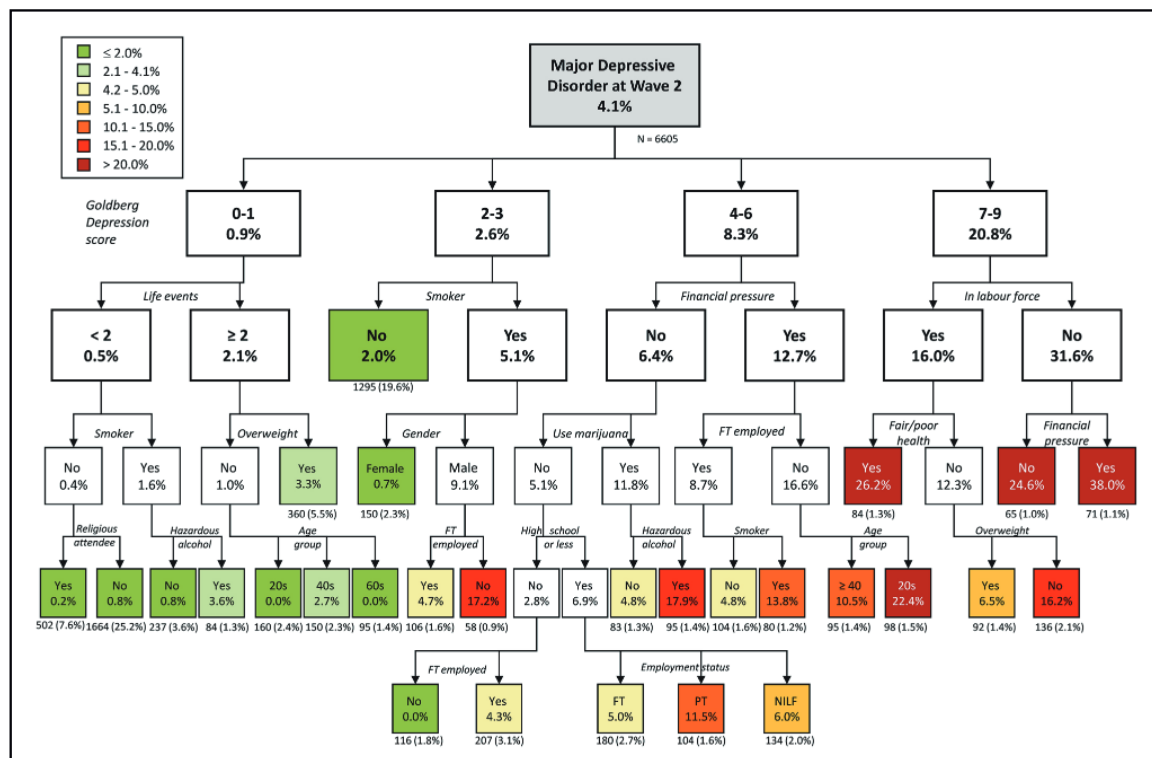 ≤ 2.0%
2.1 - 4.1%
4.2 - 5.0%
5.1 - 10.0%
10.1 - 15.0%
15.1 - 20.0%
> 20.0%
Major Depressive
Disorder at Wave 2
4.1%
N = 6605
Goldberg
Depression
score
0-1
0.9%
2-3
2.6%
4-6
8.3%
7-9
20.8%
Life events
Smoker
Financial pressure
In labour force
< 2
0.5%
≥ 2
2.1%
No
2.0%
1295 (19.6%)
Yes
5.1%
No
6.4%
Yes
12.7%
Yes
16.0%
No
31.6%
Smoker
Overweight
Gender
Use marijuana
FT employed
Fair/poor
health
Financial
pressure
No
0.4%
Yes
1.6%
No
1.0%
Yes
3.3%
360 (5.5%)
Female
0.7%
150 (2.3%)
Male
9.1%
No
5.1%
Yes
11.8%
Yes
8.7%
No
16.6%
Yes
26.2%
84 (1.3%)
No
12.3%
No
24.6%
65 (1.0%)
Yes
38.0%
71 (1.1%)
Religious
attendee
Hazardous
alcohol
Age
group
FT
employed
High school
or less
Hazardous
alcohol
Smoker
Age
group
Overweight
Yes
0.2%
502 (7.6%)
No
0.8%
1664 (25.2%)
No
0.8%
237 (3.6%)
Yes
3.6%
84 (1.3%)
20s
0.0%
160 (2.4%)
40s
2.7%
150 (2.3%)
60s
0.0%
95 (1.4%)
Yes
4.7%
106 (1.6%)
No
17.2%
58 (0.9%)
No
2.8%
Yes
6.9%
No
4.8%
83 (1.3%)
Yes
17.9%
95 (1.4%)
No
4.8%
104 (1.6%)
Yes
13.8%
80 (1.2%)
≥ 40
10.5%
95 (1.4%)
20s
22.4%
98 (1.5%)
Yes
6.5%
92 (1.4%)
No
16.2%
136 (2.1%)
FT employed
Employment status
No
0.0%
116 (1.8%)
Yes
4.3%
207 (3.1%)
FT
5.0%
180 (2.7%)
PT
11.5%
104 (1.6%)
NILF
6.0%
134 (2.0%)